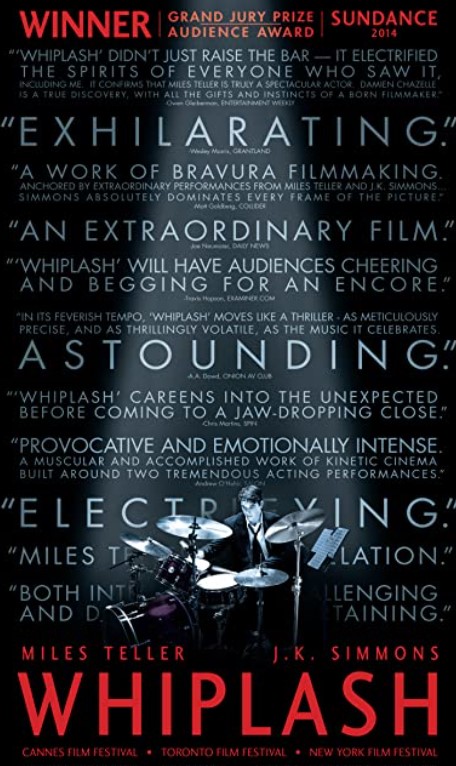 WINNER
GRAND JURY PRIZE
AUDIENCE AWARD
SUNDANCE
2014
"'WHIPLASH' DIDN'T JUST RAISE THE BAR — IT ELECTRIFIED
THE SPIRITS OF EVERYONE WHO SAW IT,
INCLUDING ME. IT CONFIRMS THAT MILES TELLER IS TRULY A SPECTACULAR ACTOR. DAMIEN CHAZELLE
IS A TRUE DISCOVERY, WITH ALL THE GIFTS AND INSTINCTS OF A BORN FILMMAKER."
-Owen Gleiberman, ENTERTAINMENT WEEKLY
"EXHILARATING."
-Wesley Morris, GRANTLAND
"A WORK OF BRAVURA FILMMAKING.
ANCHORED BY EXTRAORDINARY PERFORMANCES FROM MILES TELLER AND J.K. SIMMONS...
SIMMONS ABSOLUTELY DOMINATES EVERY FRAME OF THE PICTURE."
-Matt Goldberg, COLLIDER
"AN EXTRAORDINARY FILM."
-Joe Neumaier, DAILY NEWS
"'WHIPLASH' WILL HAVE AUDIENCES CHEERING
AND BEGGING FOR AN ENCORE."
-Travis Hopson, EXAMINER.COM
"IN ITS FEVERISH TEMPO, 'WHIPLASH' MOVES LIKE A THRILLER - AS METICULOUSLY
PRECISE, AND AS THRILLINGLY VOLATILE, AS THE MUSIC IT CELEBRATES.
ASTOUNDING."
-A.A. Dowd, ONION AV CLUB
"'WHIPLASH' CAREENS INTO THE UNEXPECTED
BEFORE COMING TO A JAW-DROPPING CLOSE."
-Chris Martins, SPIN
"PROVOCATIVE AND EMOTIONALLY INTENSE.
A MUSCULAR AND ACCOMPLISHED WORK OF KINETIC CINEMA
BUILT AROUND TWO TREMENDOUS ACTING PERFORMANCES."
-Andrew O'Hehir, SALON
"ELECTRIFYING."
"MILES TE LATION."
"BOTH INT LLENGING
AND D TAINING."
MILES TELLER J.K. SIMMONS
WHIPLASH
CANNES FILM FESTIVAL • TORONTO FILM FESTIVAL • NEW YORK FILM FESTIVAL